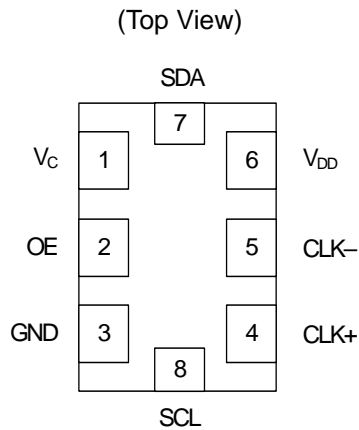 (Top View)
SDA
7
VC 1 6 VDD
OE 2 5 CLK–
GND 3 4 CLK+
8
SCL